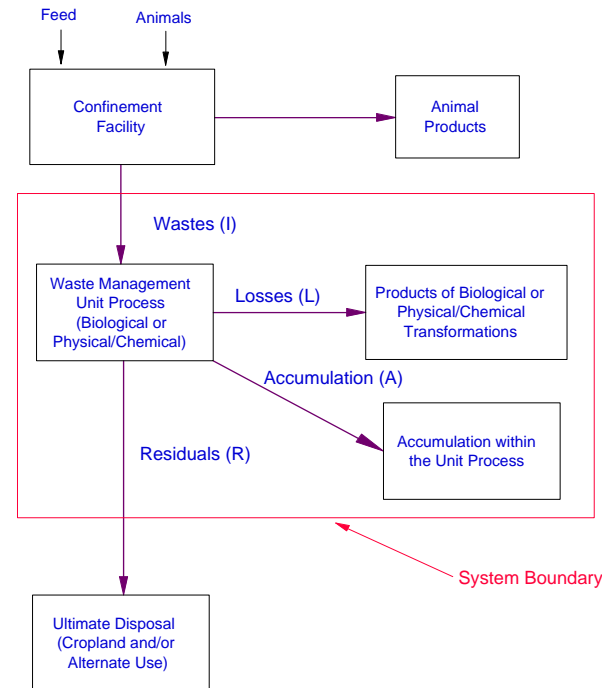 Feed
Animals
Confinement
Facility
Animal
Products
Wastes (I)
Waste Management
Unit Process
(Biological or
Physical/Chemical)
Losses (L)
Products of Biological or
Physical/Chemical
Transformations
Accumulation (A)
Accumulation within
the Unit Process
Residuals (R)
System Boundary
Ultimate Disposal
(Cropland and/or
Alternate Use)